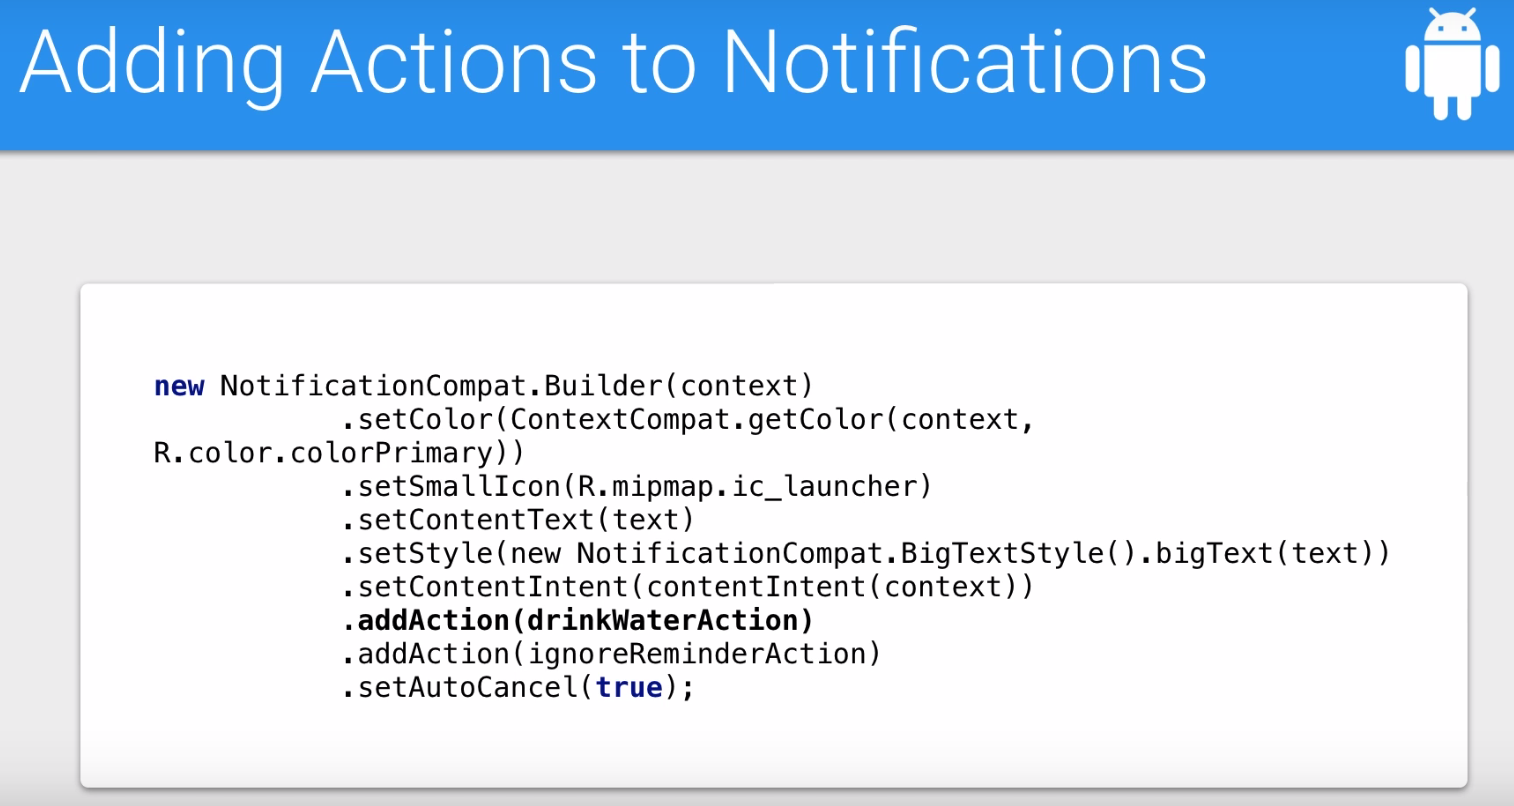 Adding Actions to Notifications
new NotificationCompat.Builder(context)
.setColor(ContextCompat.getColor(context,
R.color.colorPrimary))
.setSmallIcon(R.mipmap.ic_launcher)
.setContentText(text)
.setStyle(new NotificationCompat.BigTextStyle().bigText(text))
.setContentIntent(contentIntent(context))
.addAction(drinkWaterAction)
.addAction(ignoreReminderAction)
.setAutoCancel(true);